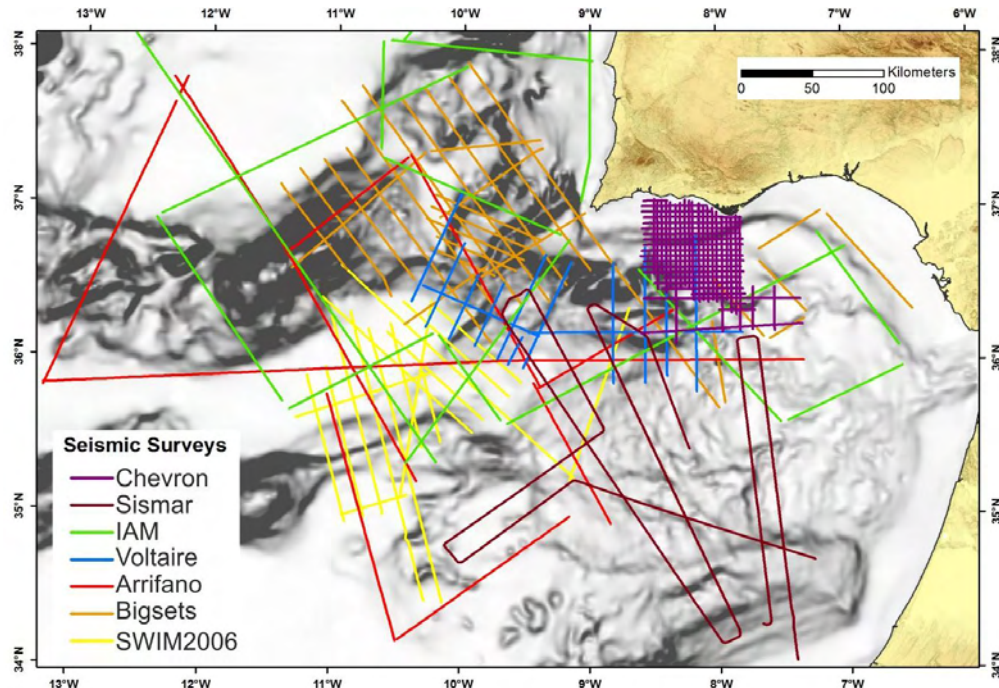 13°W 12°W 11°W 10°W 9°W 8°W 7°W 6°W
38°N 38°N
Kilometers
0 50 100
37°N 37°N
36°N 36°N
Seismic Surveys
Chevron
Sismar
35°N 35°N
IAM
Voltaire
Arrifano
Bigsets
SWIM2006
34°N 34°N
13°W 12°W 11°W 10°W 9°W 8°W 7°W